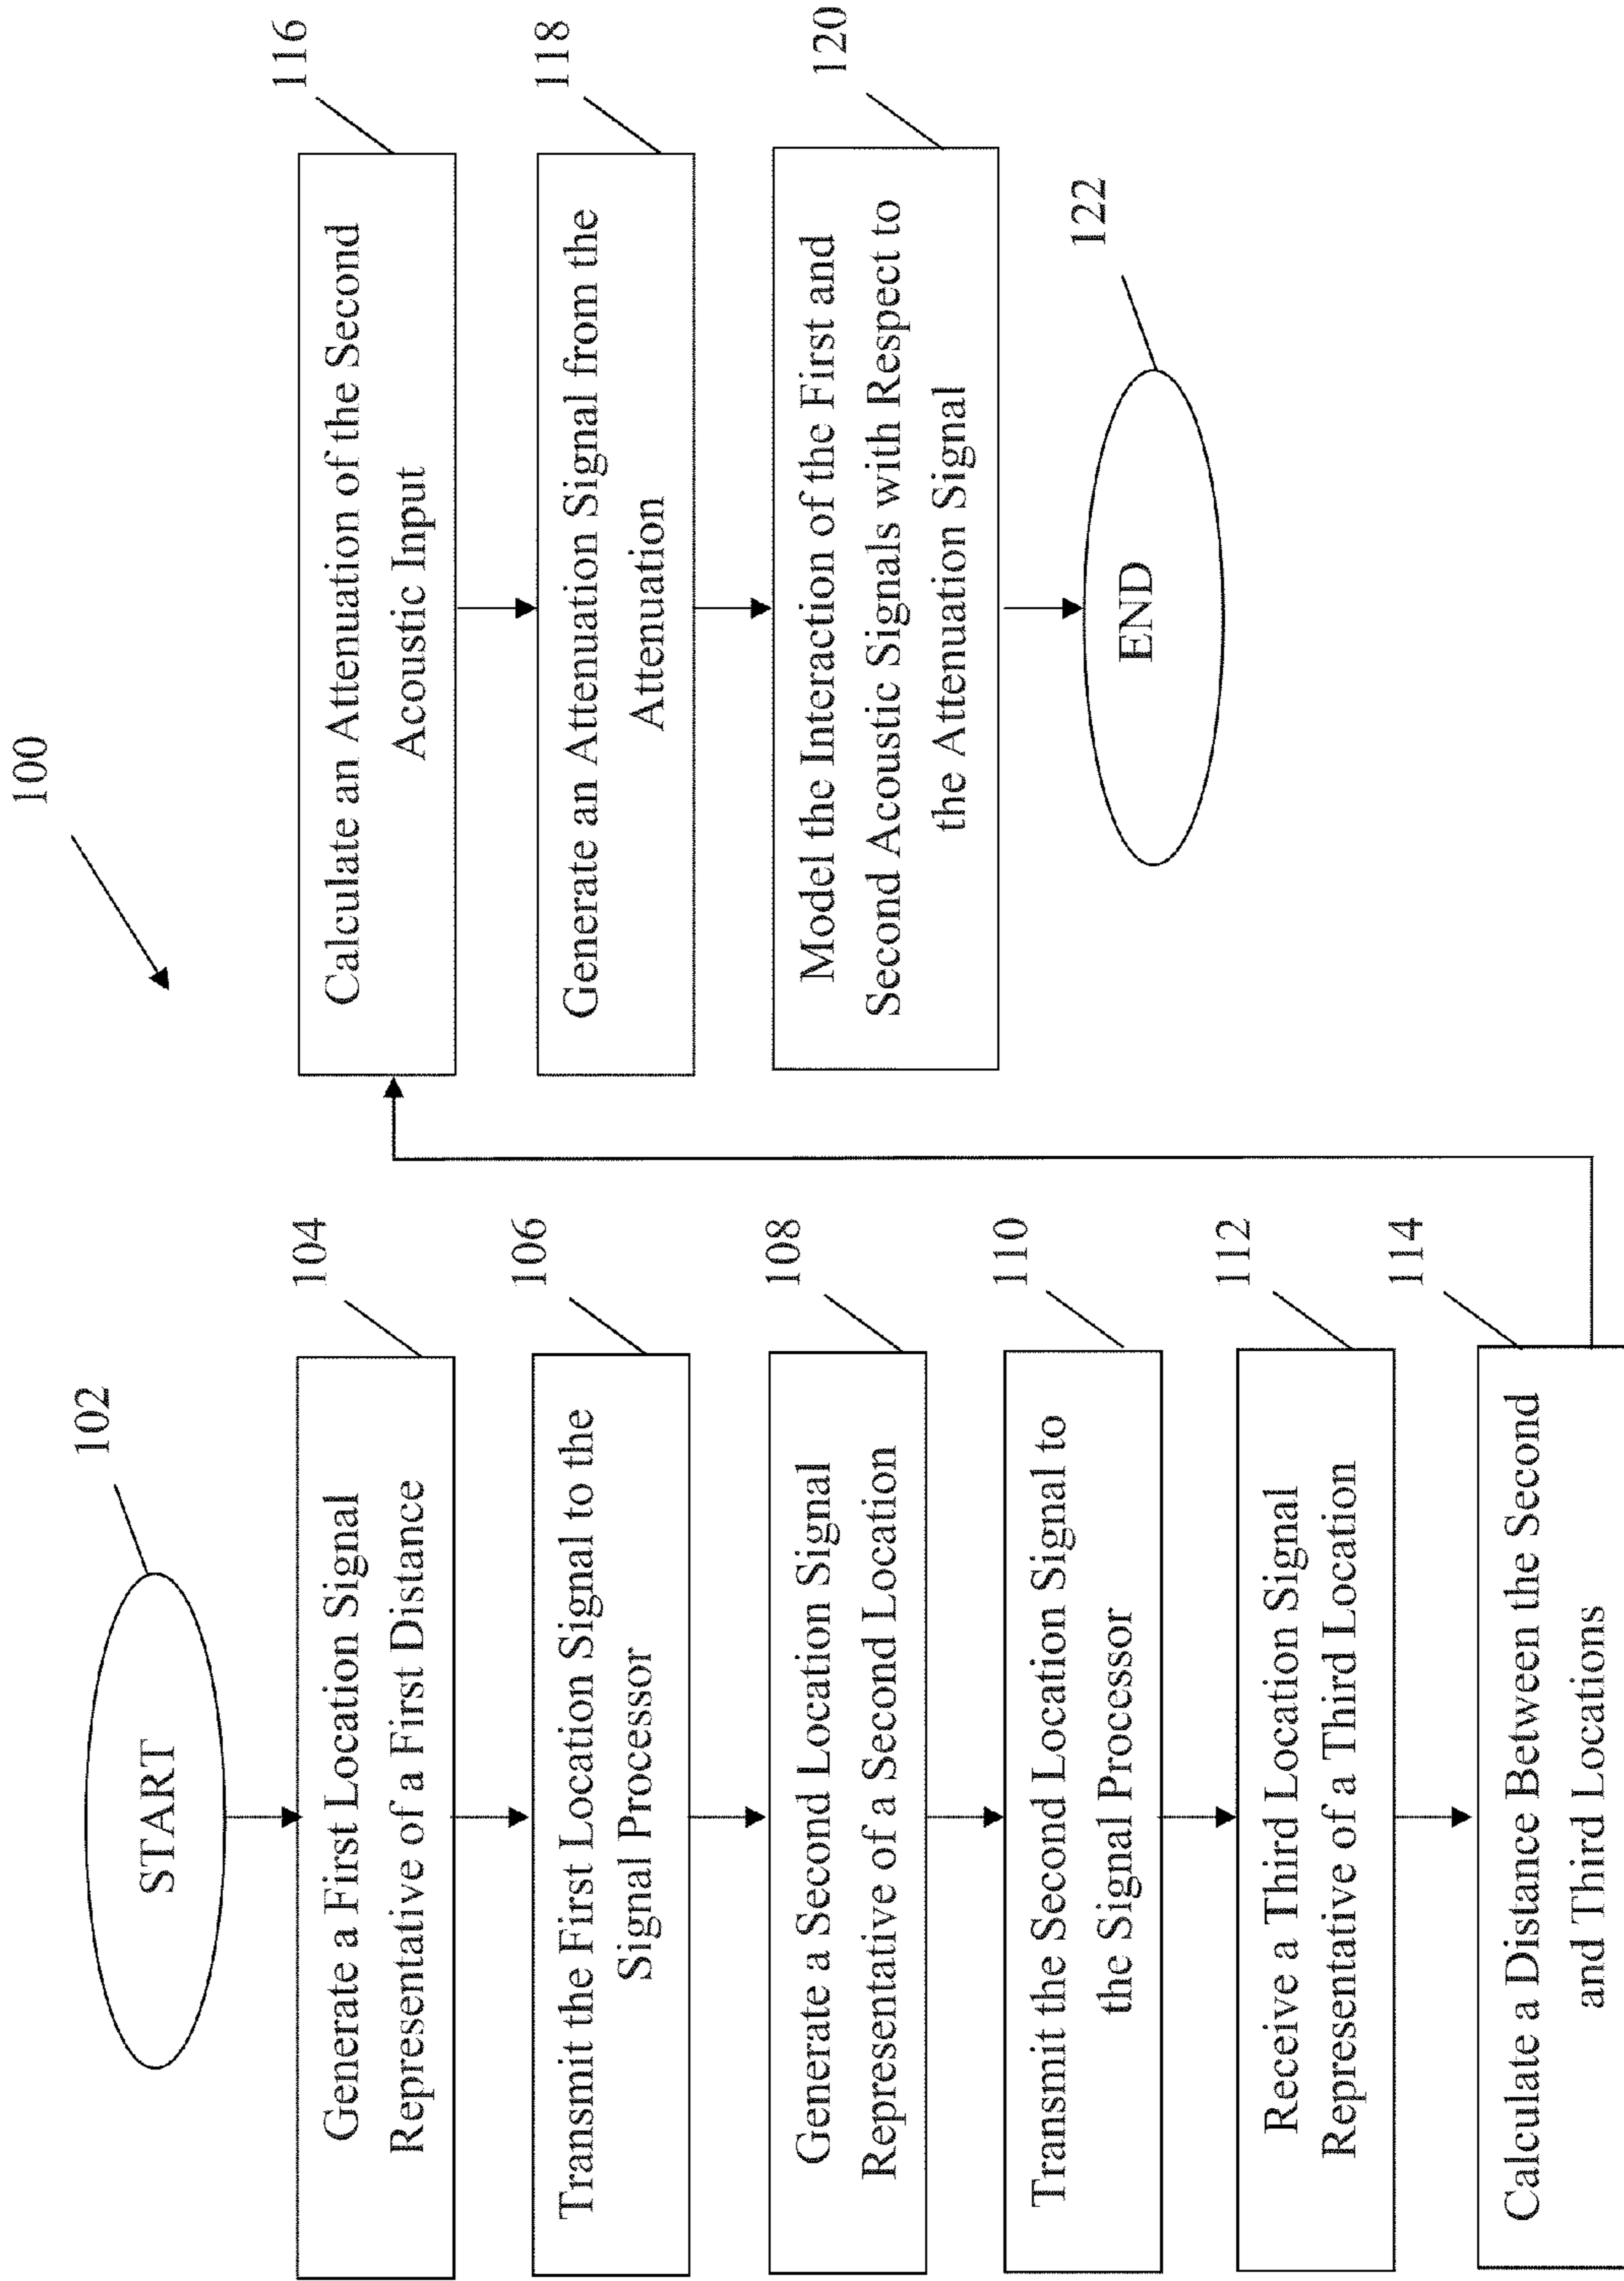 100
START
102
Generate a First Location Signal
Representative of a First Distance
104
Transmit the First Location Signal to the
Signal Processor
106
Generate a Second Location Signal
Representative of a Second Location
108
Transmit the Second Location Signal to
the Signal Processor
110
Receive a Third Location Signal
Representative of a Third Location
112
Calculate a Distance Between the Second
and Third Locations
114
Calculate an Attenuation of the Second
Acoustic Input
116
Generate an Attenuation Signal from the
Attenuation
118
Model the Interaction of the First and
Second Acoustic Signals with Respect to
the Attenuation Signal
120
END
122